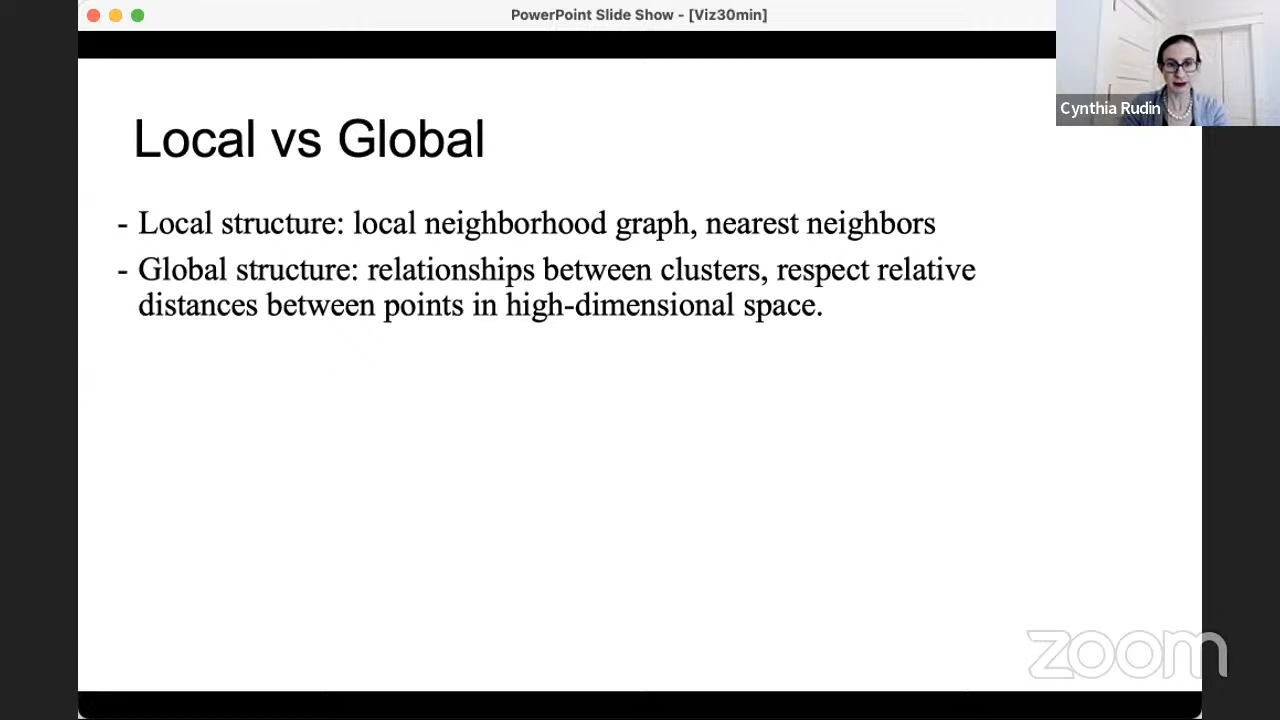 PowerPoint Slide Show - [Viz30min]
Cynthia Rudin
Local vs Global
- Local structure: local neighborhood graph, nearest neighbors
- Global structure: relationships between clusters, respect relative
distances between points in high-dimensional space.
zoom